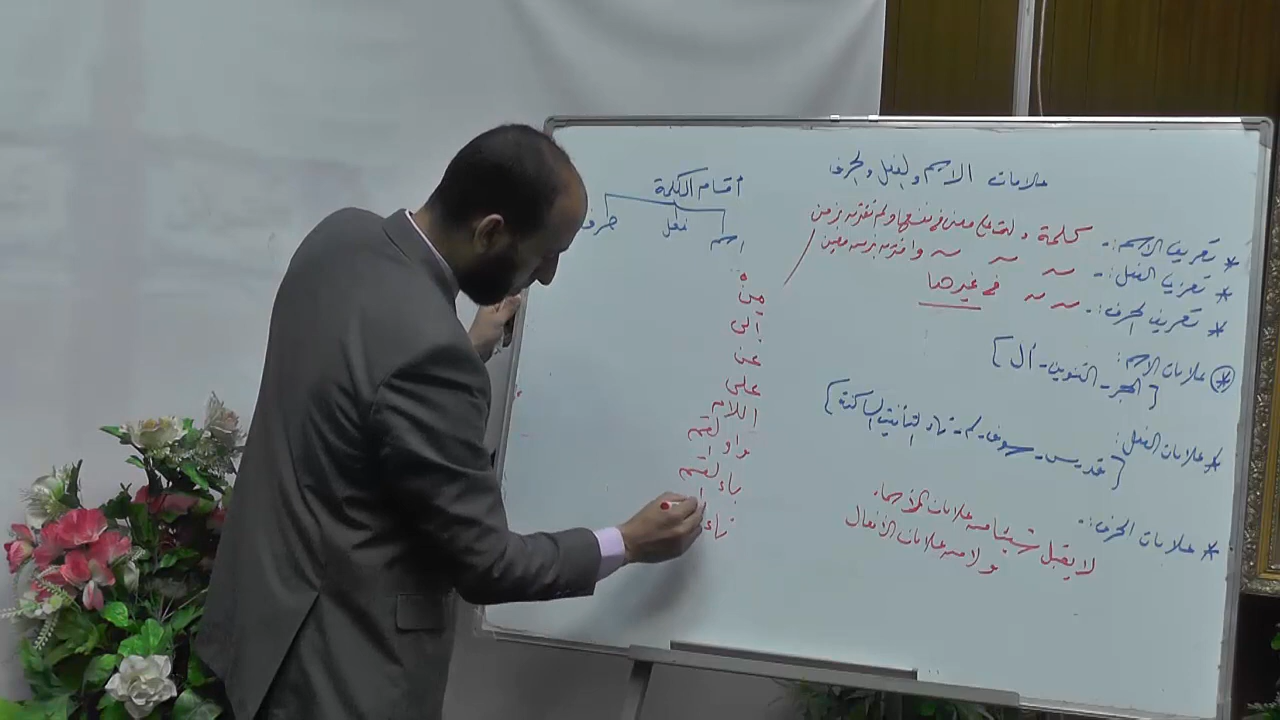 علامات الاسم والفعل والحرف
* تعريف الاسم :- كلمة دلت على معنى في نفسها ولم تقترن بزمن
* تعريف الفعل :- ~ ~ ~ واقترنت بزمن معين
* تعريف الحرف :- ~ ~ في غيرها
* علامات الاسم :
[الجر - التنوين - أل]
* علامات الفعل :
[قد - س - سوف - لم - تاء التأنيث الساكنة]
* علامات الحرف :-
لا يقبل شيئا من علامات الأسماء
ولا من علامات الأفعال
أقسام الكلمة
اسم فعل حرف
من
إلى
عن
على
اللام
واو القسم
باء القسم
تاء